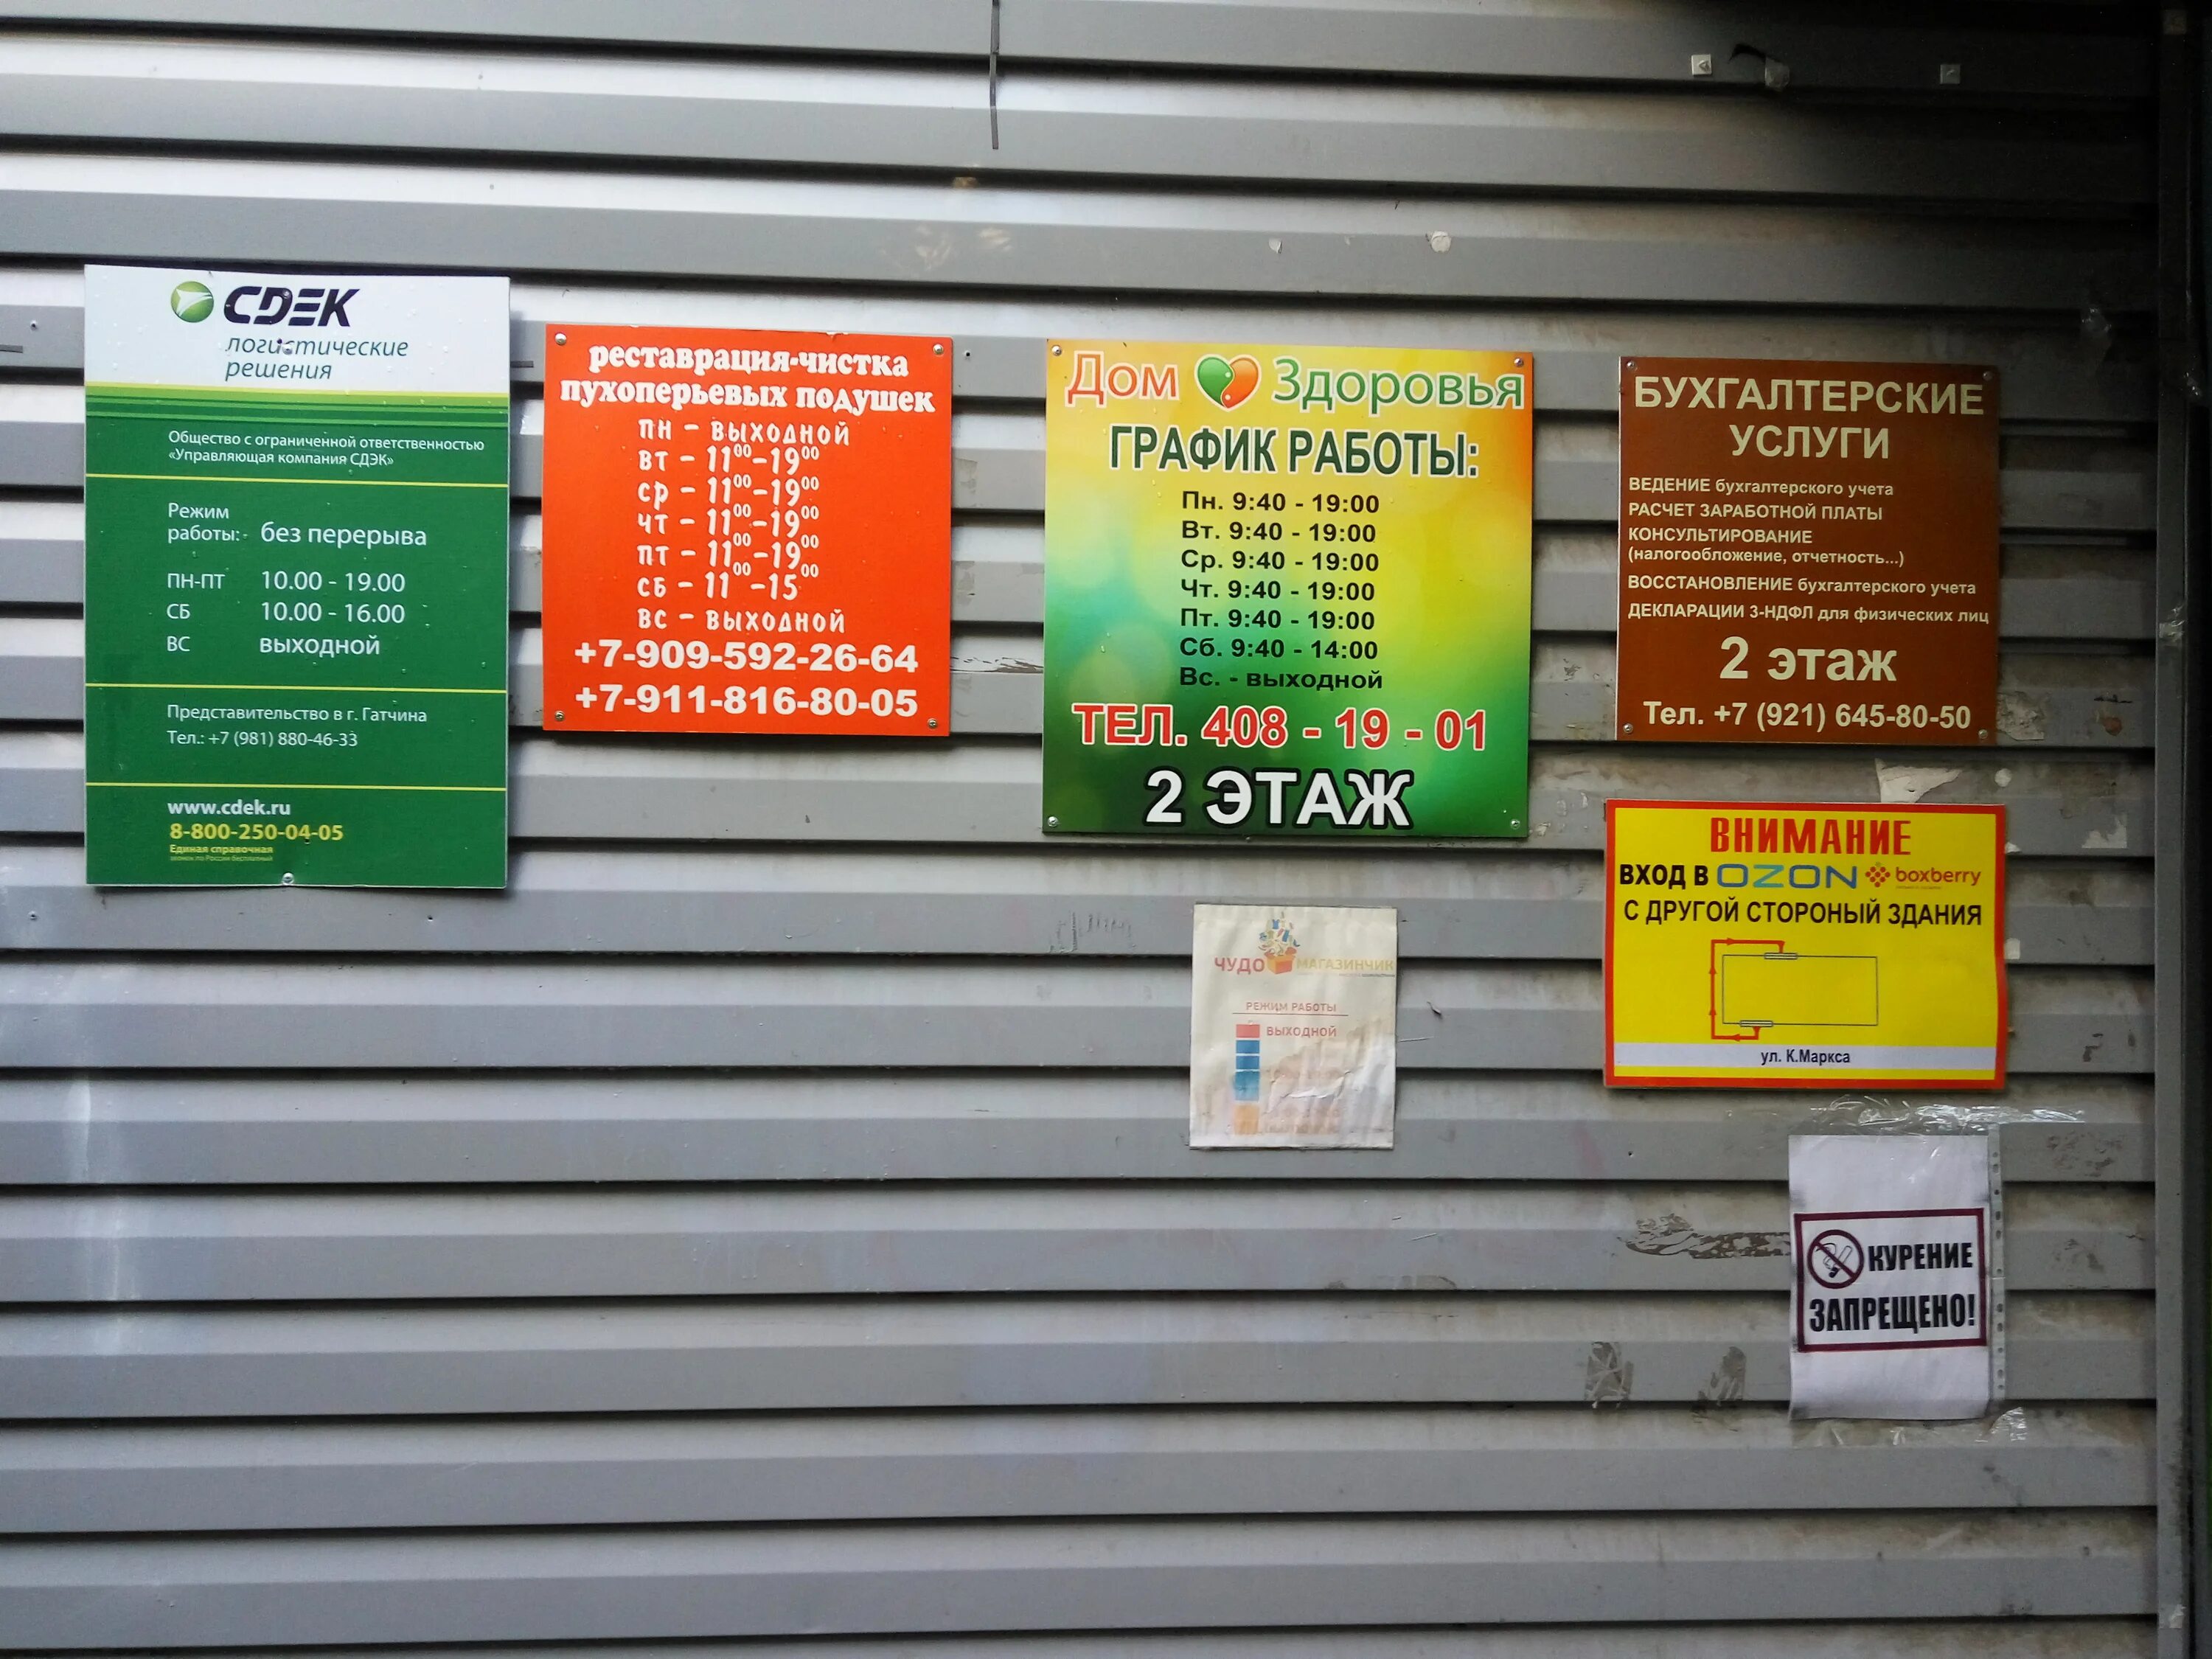 CDEK
логистические
решения
Общество с ограниченной ответственностью
«Управляющая компания СДЭК»
Режим
работы: без перерыва
ПН-ПТ 10.00 - 19.00
СБ 10.00 - 16.00
ВС выходной
Представительство в г. Гатчина
Тел.: +7 (981) 880-46-33
www.cdek.ru
8-800-250-04-05
Единая справочная
звонок по России бесплатный
реставрация-чистка
пухоперьевых подушек
ПН - ВЫХОДНОЙ
ВТ - 11⁰⁰-19⁰⁰
СР - 11⁰⁰-19⁰⁰
ЧТ - 11⁰⁰-19⁰⁰
ПТ - 11⁰⁰-19⁰⁰
СБ - 11⁰⁰-15⁰⁰
ВС - ВЫХОДНОЙ
+7-909-592-26-64
+7-911-816-80-05
Дом Здоровья
ГРАФИК РАБОТЫ:
Пн. 9:40 - 19:00
Вт. 9:40 - 19:00
Ср. 9:40 - 19:00
Чт. 9:40 - 19:00
Пт. 9:40 - 19:00
Сб. 9:40 - 14:00
Вс. - выходной
ТЕЛ. 408 - 19 - 01
2 ЭТАЖ
БУХГАЛТЕРСКИЕ
УСЛУГИ
ВЕДЕНИЕ бухгалтерского учета
РАСЧЕТ ЗАРАБОТНОЙ ПЛАТЫ
КОНСУЛЬТИРОВАНИЕ
(налогообложение, отчетность...)
ВОССТАНОВЛЕНИЕ бухгалтерского учета
ДЕКЛАРАЦИИ 3-НДФЛ для физических лиц
2 этаж
Тел. +7 (921) 645-80-50
ВНИМАНИЕ
ВХОД В OZON boxberry
С ДРУГОЙ СТОРОНЫЙ ЗДАНИЯ
ул. К.Маркса
ЧУДО МАГАЗИНЧИК
РЕЖИМ РАБОТЫ
ВЫХОДНОЙ
КУРЕНИЕ
ЗАПРЕЩЕНО!